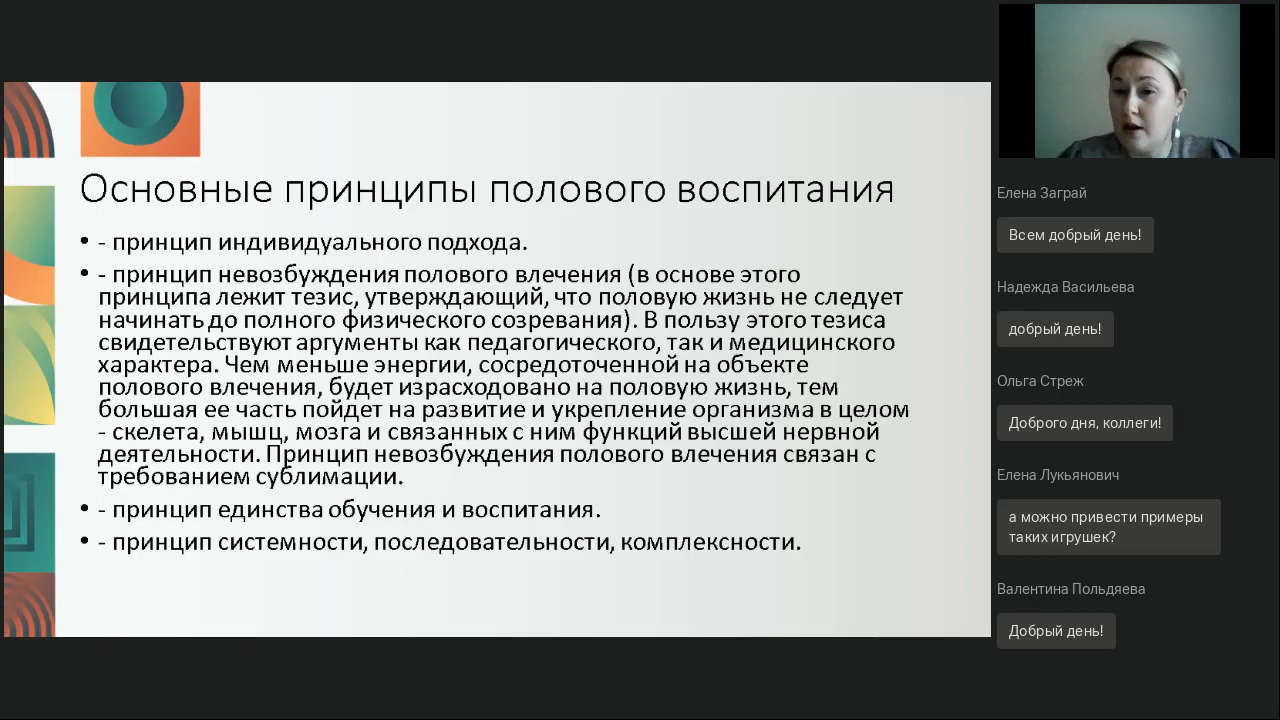 Основные принципы полового воспитания
• - принцип индивидуального подхода.
• - принцип невозбуждения полового влечения (в основе этого
принципа лежит тезис, утверждающий, что половую жизнь не следует
начинать до полного физического созревания). В пользу этого тезиса
свидетельствуют аргументы как педагогического, так и медицинского
характера. Чем меньше энергии, сосредоточенной на объекте
полового влечения, будет израсходовано на половую жизнь, тем
большая ее часть пойдет на развитие и укрепление организма в целом
- скелета, мышц, мозга и связанных с ним функций высшей нервной
деятельности. Принцип невозбуждения полового влечения связан с
требованием сублимации.
• - принцип единства обучения и воспитания.
• - принцип системности, последовательности, комплексности.
Елена Заграй
Всем добрый день!
Надежда Васильева
добрый день!
Ольга Стреж
Доброго дня, коллеги!
Елена Лукьянович
а можно привести примеры
таких игрушек?
Валентина Польдяева
Добрый день!